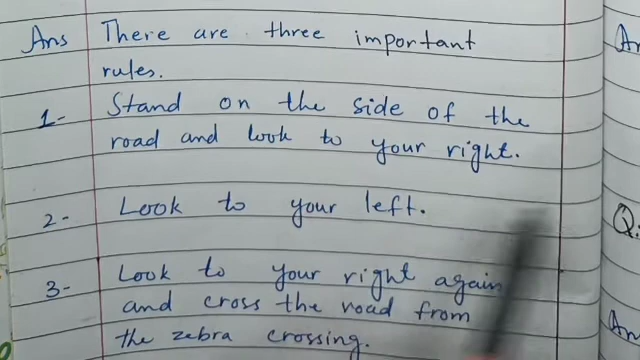 Ans There are three important
rules.
1- Stand on the side of the
road and look to your right.
2- Look to your left.
3- Look to your right again
and cross the road from
the zebra crossing.
An
Q:
An